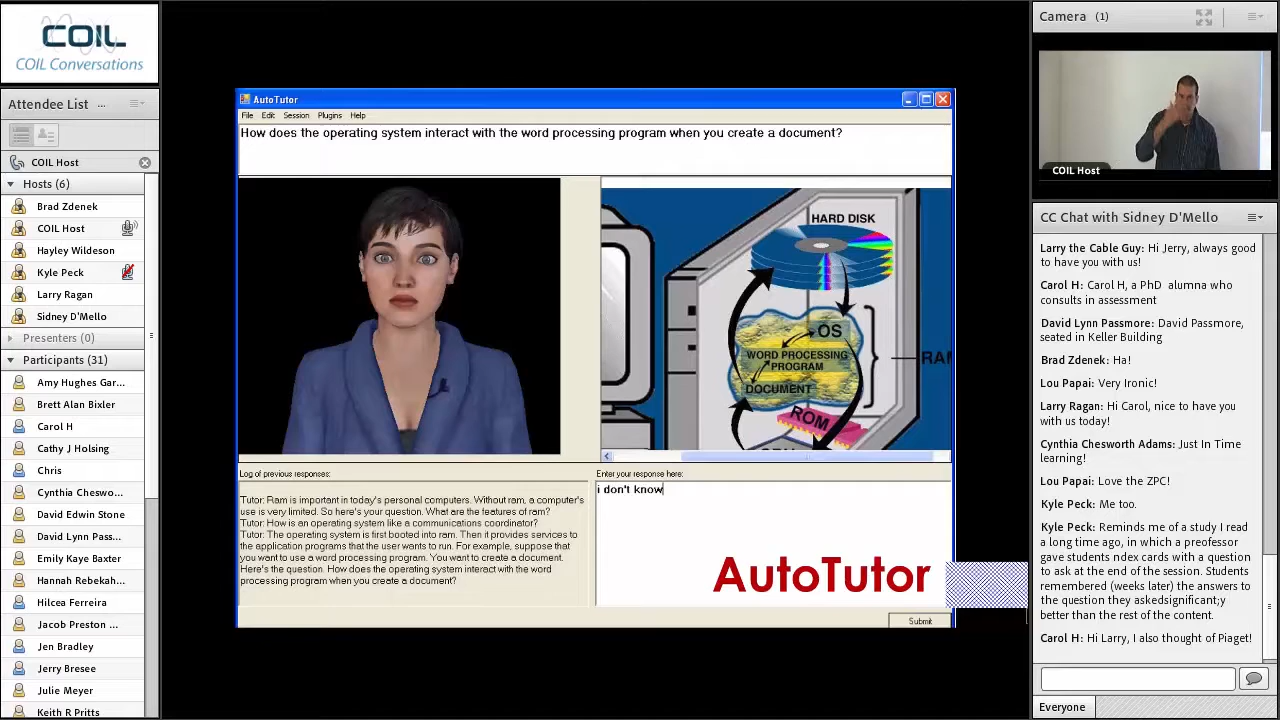 COIL
COIL Conversations
Attendee List ...
COIL Host
Hosts (6)
Brad Zdenek
COIL Host
Hayley Wildeson
Kyle Peck
Larry Ragan
Sidney D'Mello
Presenters (0)
Participants (31)
Amy Hughes Gar...
Brett Alan Bixler
Carol H
Cathy J Holsing
Chris
Cynthia Cheswo...
David Edwin Stone
David Lynn Pass...
Emily Kaye Baxter
Hannah Rebekah...
Hilcea Ferreira
Jacob Preston ...
Jen Bradley
Jerry Bresee
Julie Meyer
Keith R Pritts
AutoTutor
File Edit Session Plugins Help
How does the operating system interact with the word processing program when you create a document?
HARD DISK
OS
WORD PROCESSING
PROGRAM
DOCUMENT
RAM
ROM
Log of previous responses:
Tutor: Ram is important in today's personal computers. Without ram, a computer's
use is very limited. So here's your question. What are the features of ram?
Tutor: How is an operating system like a communications coordinator?
Tutor: The operating system is first booted into ram. Then it provides services to
the application programs that the user wants to run. For example, suppose that
you want to use a word processing program. You want to create a document.
Here's the question. How does the operating system interact with the word
processing program when you create a document?
Enter your response here:
i don't know
AutoTutor
Submit
Camera (1)
COIL Host
CC Chat with Sidney D'Mello
Larry the Cable Guy: Hi Jerry, always good
to have you with us!
Carol H: Carol H, a PhD alumna who
consults in assessment
David Lynn Passmore: David Passmore,
seated in Keller Building
Brad Zdenek: Ha!
Lou Papai: Very Ironic!
Larry Ragan: Hi Carol, nice to have you
with us today!
Cynthia Chesworth Adams: Just In Time
learning!
Lou Papai: Love the ZPC!
Kyle Peck: Me too.
Kyle Peck: Reminds me of a study I read
a long time ago, in which a preofessor
gave students ndex cards with a question
to ask at the end of the session. Students
remembered (weeks later) the answers to
the question they askedsignificant;y
better than the rest of the content.
Carol H: Hi Larry, I also thought of Piaget!
Everyone